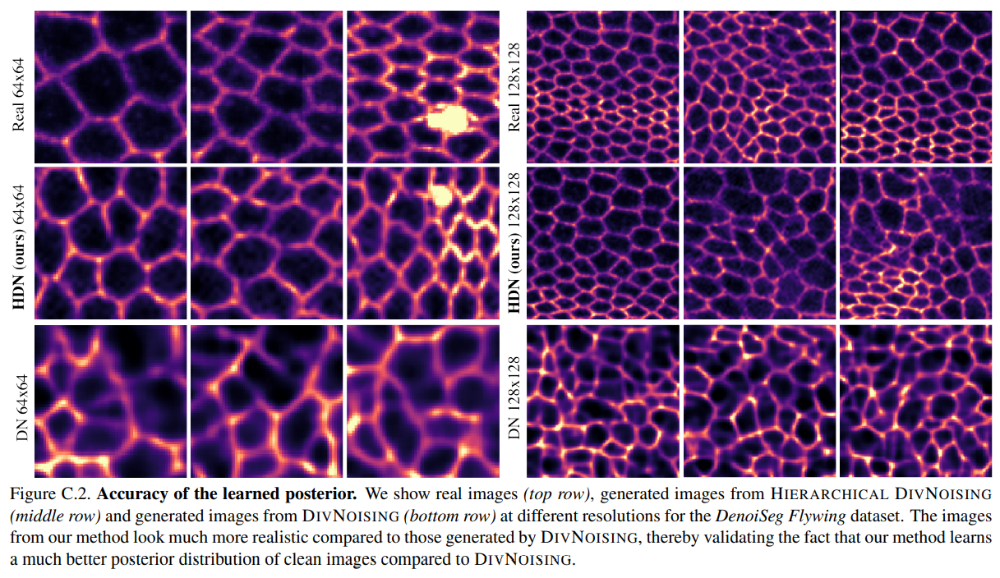 Real 64x64
HDN (ours) 64x64
DN 64x64
Real 128x128
HDN (ours) 128x128
DN 128x128
Figure C.2. Accuracy of the learned posterior. We show real images (top row), generated images from HIERARCHICAL DIVNOISING
(middle row) and generated images from DIVNOISING (bottom row) at different resolutions for the DenoiSeg Flywing dataset. The images
from our method look much more realistic compared to those generated by DIVNOISING, thereby validating the fact that our method learns
a much better posterior distribution of clean images compared to DIVNOISING.